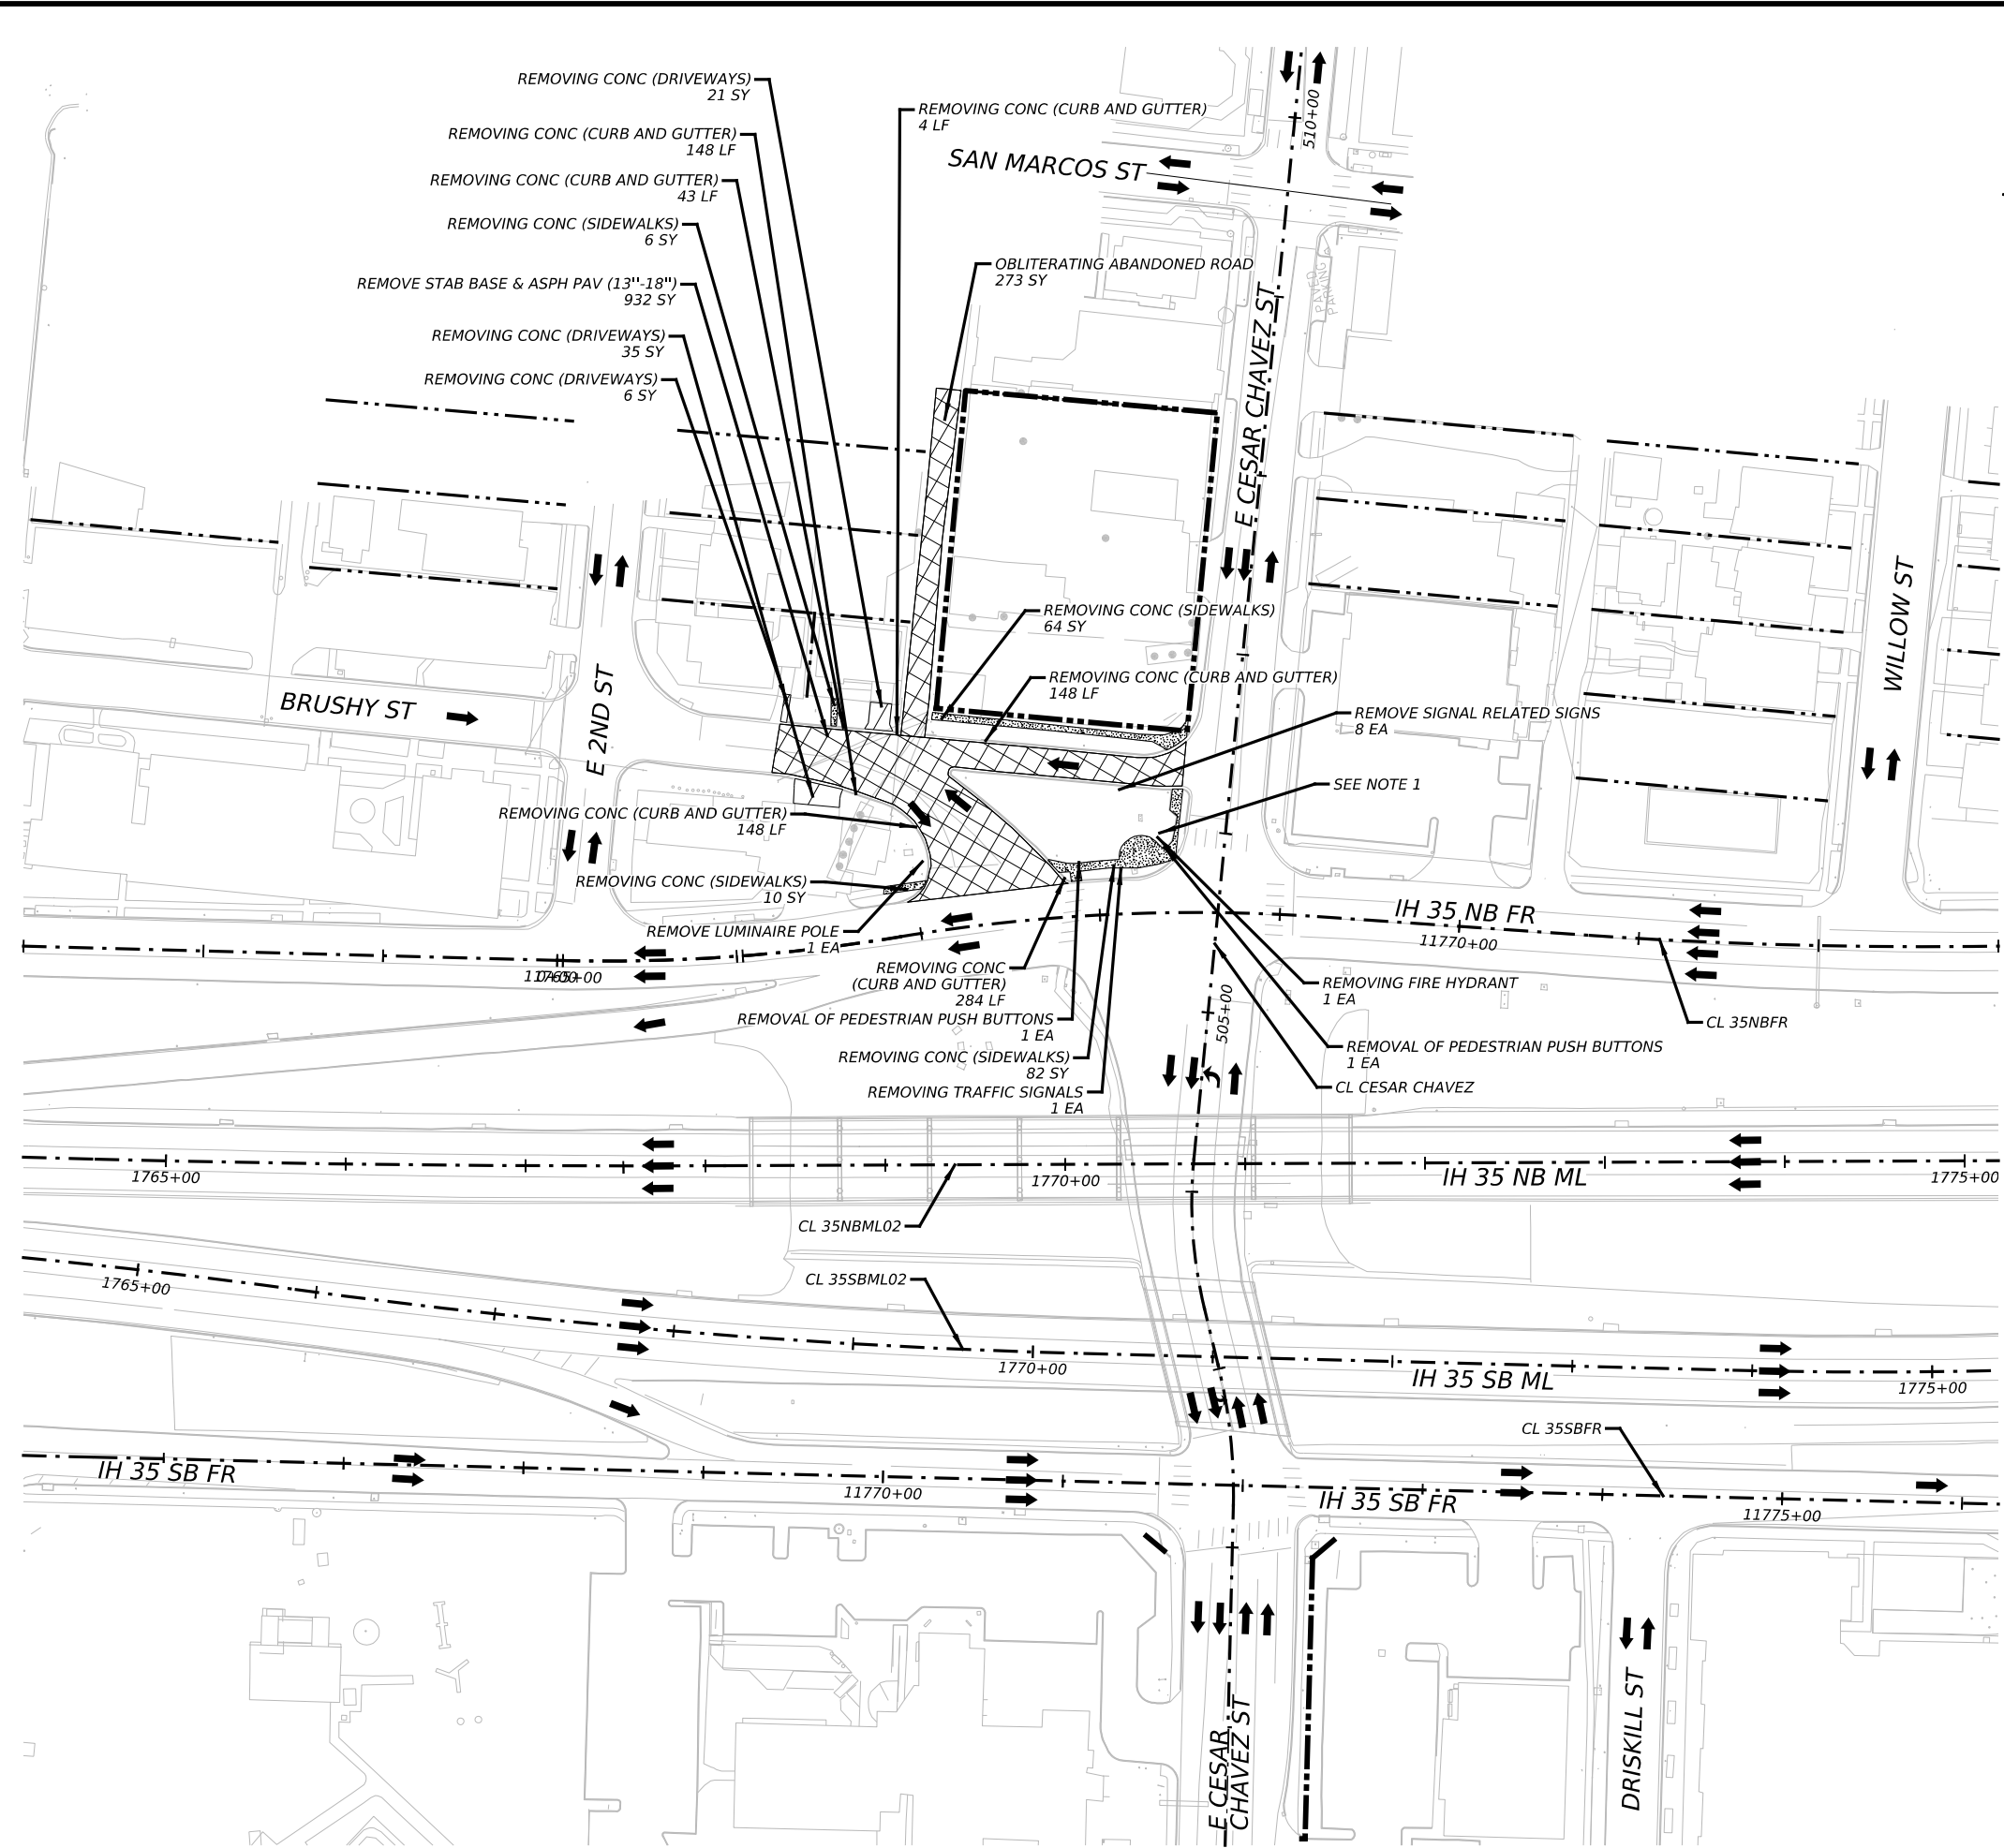 REMOVING CONC (DRIVEWAYS)
21 SY
REMOVING CONC (CURB AND GUTTER)
4 LF
REMOVING CONC (CURB AND GUTTER)
148 LF
REMOVING CONC (CURB AND GUTTER)
43 LF
REMOVING CONC (SIDEWALKS)
6 SY
REMOVE STAB BASE & ASPH PAV (13"-18")
932 SY
REMOVING CONC (DRIVEWAYS)
35 SY
REMOVING CONC (DRIVEWAYS)
6 SY
SAN MARCOS ST
510+00
OBLITERATING ABANDONED ROAD
273 SY
PAVED
PARKING
E CESAR CHAVEZ ST
REMOVING CONC (SIDEWALKS)
64 SY
REMOVING CONC (CURB AND GUTTER)
148 LF
REMOVE SIGNAL RELATED SIGNS
8 EA
SEE NOTE 1
WILLOW ST
BRUSHY ST
E 2ND ST
REMOVING CONC (CURB AND GUTTER)
148 LF
REMOVING CONC (SIDEWALKS)
10 SY
REMOVE LUMINAIRE POLE
1 EA
REMOVING CONC
(CURB AND GUTTER)
284 LF
REMOVAL OF PEDESTRIAN PUSH BUTTONS
1 EA
REMOVING CONC (SIDEWALKS)
82 SY
REMOVING TRAFFIC SIGNALS
1 EA
IH 35 NB FR
11770+00
REMOVING FIRE HYDRANT
1 EA
CL 35NBFR
REMOVAL OF PEDESTRIAN PUSH BUTTONS
1 EA
CL CESAR CHAVEZ
505+00
1765+00
1770+00
IH 35 NB ML
1775+00
CL 35NBML02
1765+00
CL 35SBML02
1770+00
IH 35 SB ML
1775+00
CL 35SBFR
IH 35 SB FR
11770+00
IH 35 SB FR
11775+00
E CESAR
CHAVEZ ST
DRISKILL ST